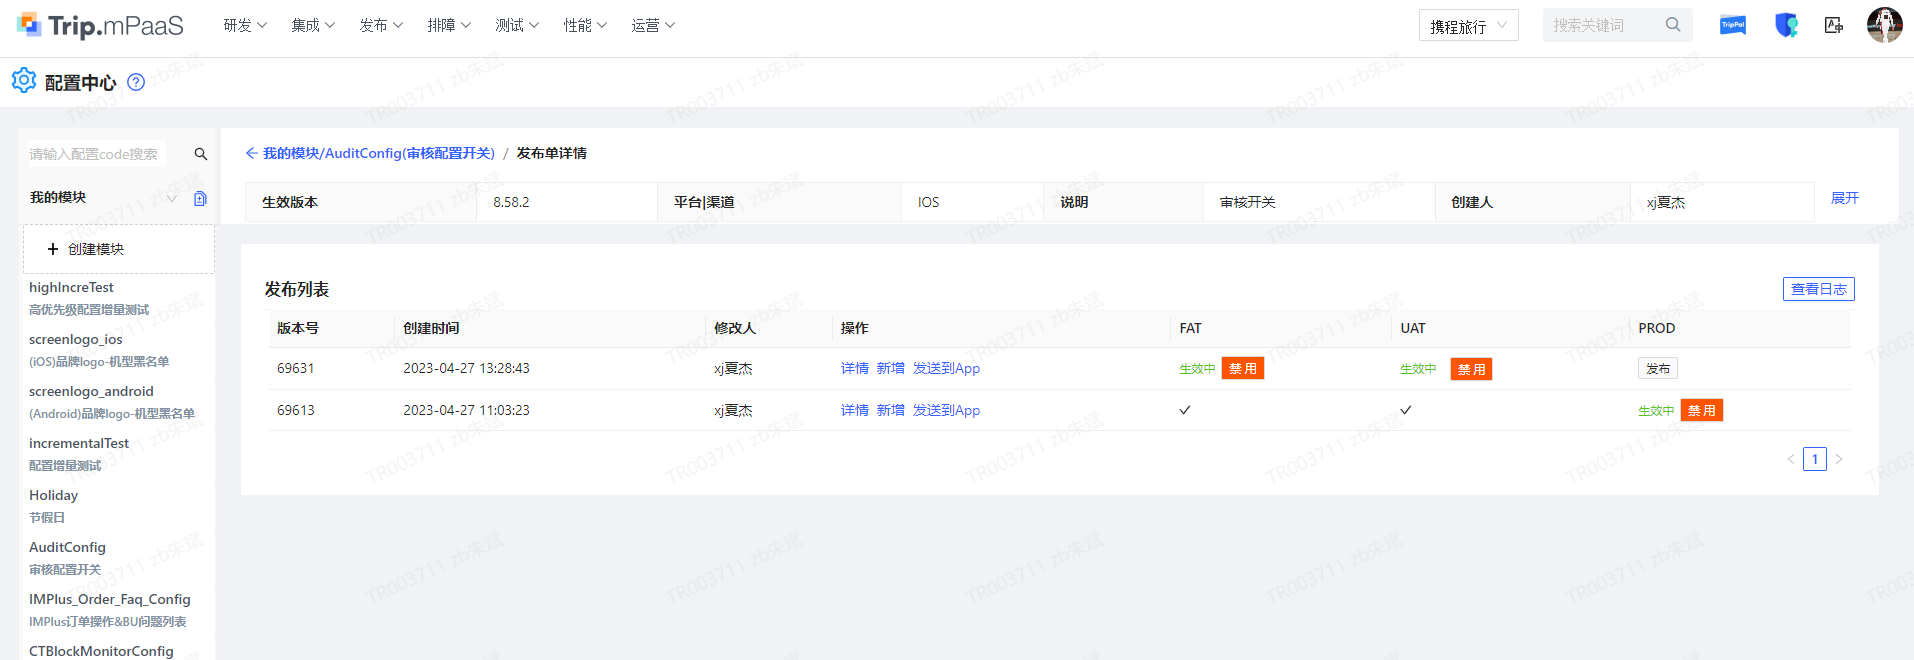 Trip.mPaaS
研发 集成 发布 排障 测试 性能 运营
携程旅行
搜索关键词
TripPal
配置中心
请输入配置code搜索
我的模块
创建模块
highIncreTest
高优先级配置增量测试
screenlogo_ios
(iOS)品牌logo-机型黑名单
screenlogo_android
(Android)品牌logo-机型黑名单
incrementalTest
配置增量测试
Holiday
节假日
AuditConfig
审核配置开关
IMPlus_Order_Faq_Config
IMPlus订单操作&BU问题列表
CTBlockMonitorConfig
我的模块/AuditConfig(审核配置开关) / 发布单详情
生效版本 8.58.2 平台|渠道 IOS 说明 审核开关 创建人 xj夏杰 展开
发布列表
查看日志
版本号 创建时间 修改人 操作 FAT UAT PROD
69631 2023-04-27 13:28:43 xj夏杰 详情 新增 发送到App 生效中 禁用 生效中 禁用 发布
69613 2023-04-27 11:03:23 xj夏杰 详情 新增 发送到App 生效中 禁用
1
TR003711 zb朱斌